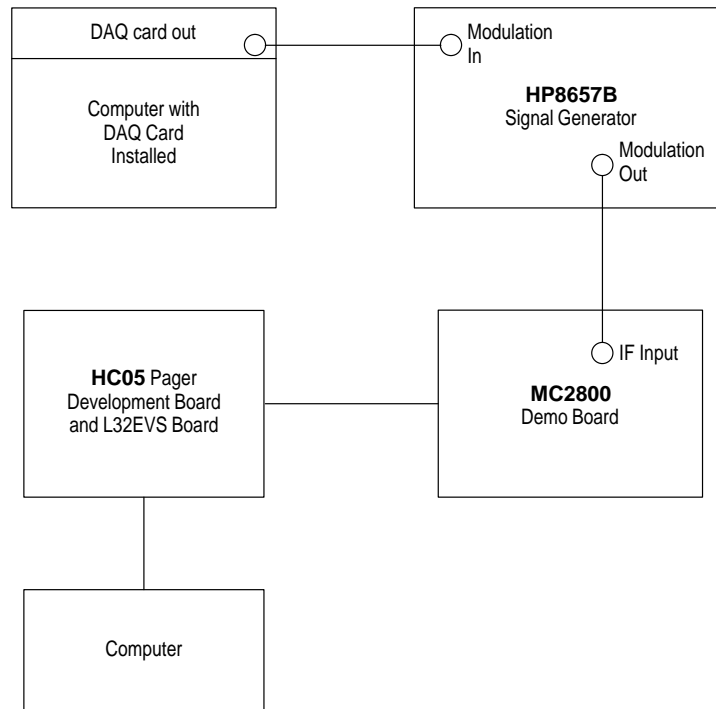 DAQ card out
Computer with
DAQ Card
Installed
Modulation
In
HP8657B
Signal Generator
Modulation
Out
HC05 Pager
Development Board
and L32EVS Board
IF Input
MC2800
Demo Board
Computer